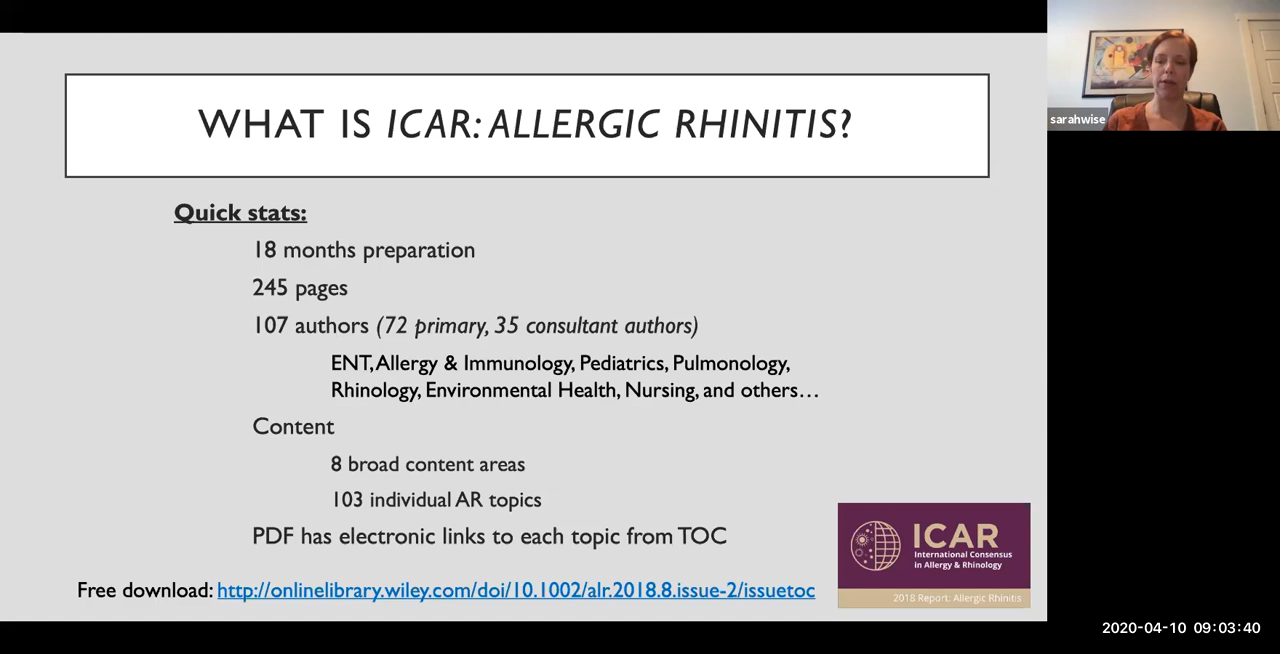 WHAT IS ICAR: ALLERGIC RHINITIS?
sarahwise
Quick stats:
18 months preparation
245 pages
107 authors (72 primary, 35 consultant authors)
ENT, Allergy & Immunology, Pediatrics, Pulmonology,
Rhinology, Environmental Health, Nursing, and others…
Content
8 broad content areas
103 individual AR topics
PDF has electronic links to each topic from TOC
ICAR
International Consensus
in Allergy & Rhinology
2018 Report: Allergic Rhinitis
Free download: http://onlinelibrary.wiley.com/doi/10.1002/alr.2018.8.issue-2/issuetoc
2020-04-10 09:03:40